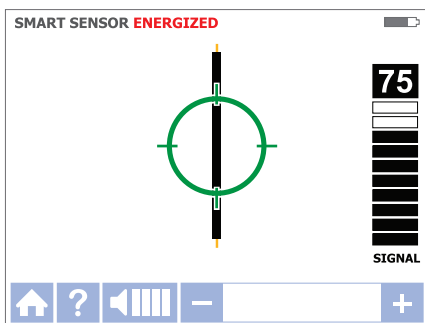 SMART SENSOR ENERGIZED
75
SIGNAL
?
− +